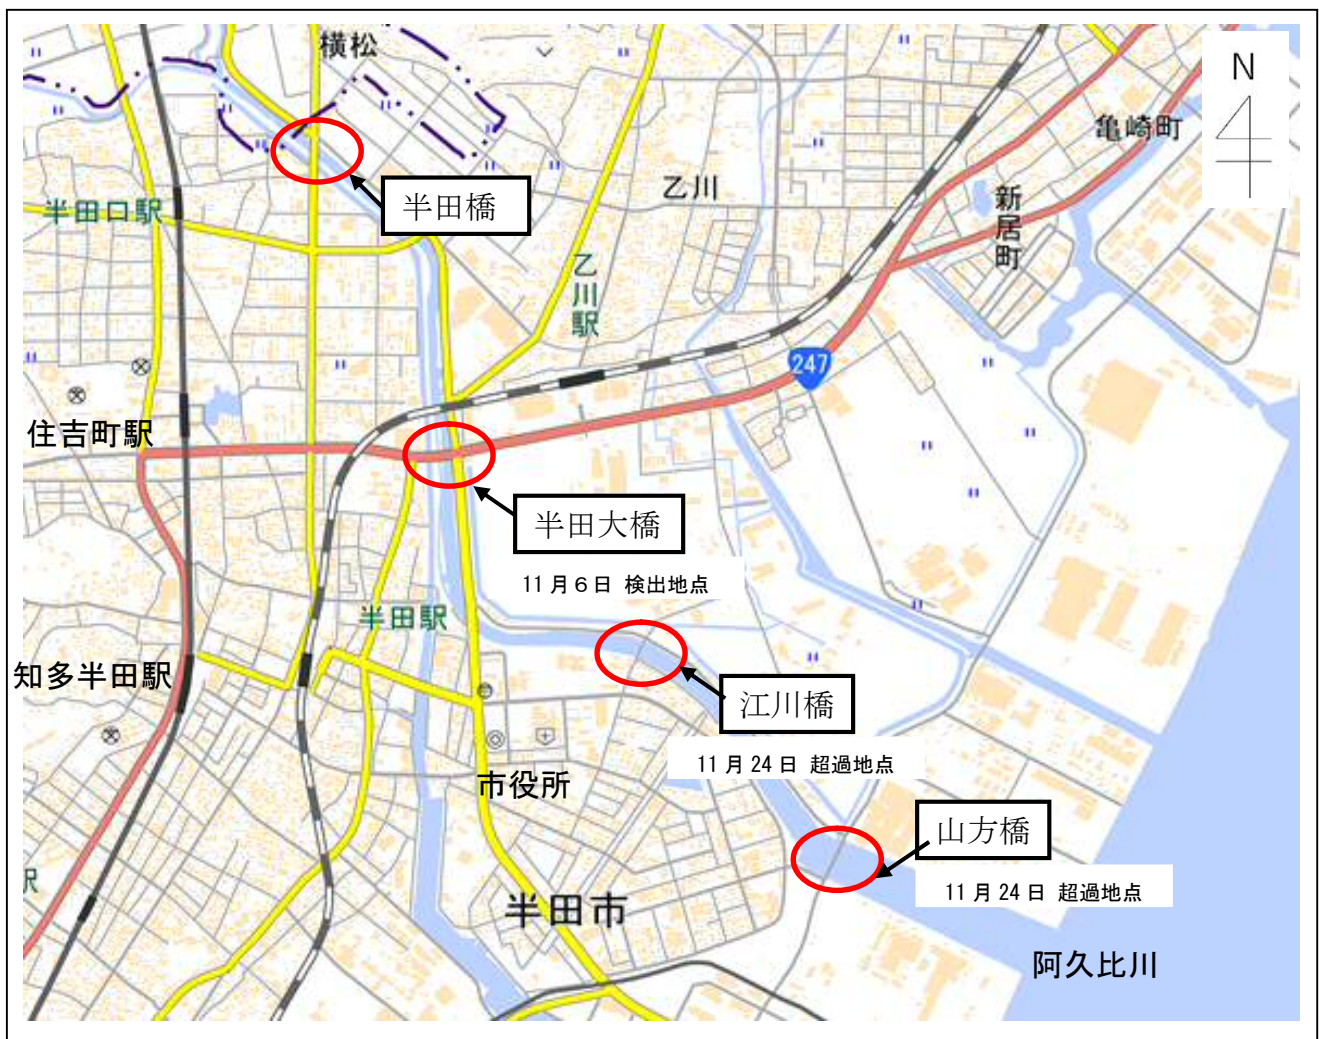 横松
N
亀崎町
半田橋
乙川
新居町
半田口駅
乙川駅
247
住吉町駅
半田大橋
11月6日 検出地点
半田駅
知多半田駅
江川橋
11月24日 超過地点
市役所
山方橋
11月24日 超過地点
駅
半田市
阿久比川